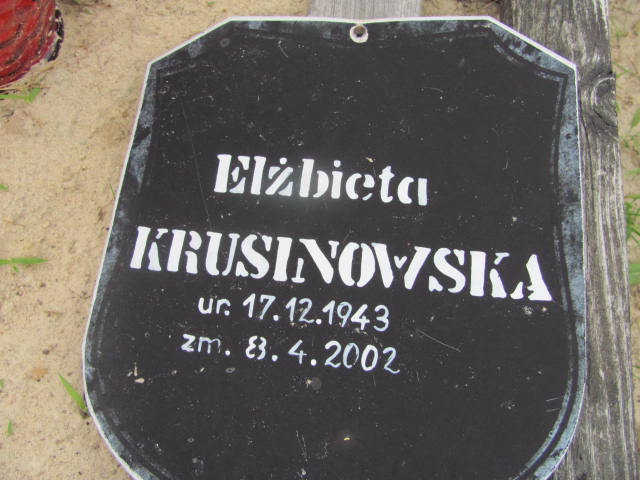 Elżbieta
KRUSINOWSKA
ur. 17.12.1943
zm. 8.4.2002